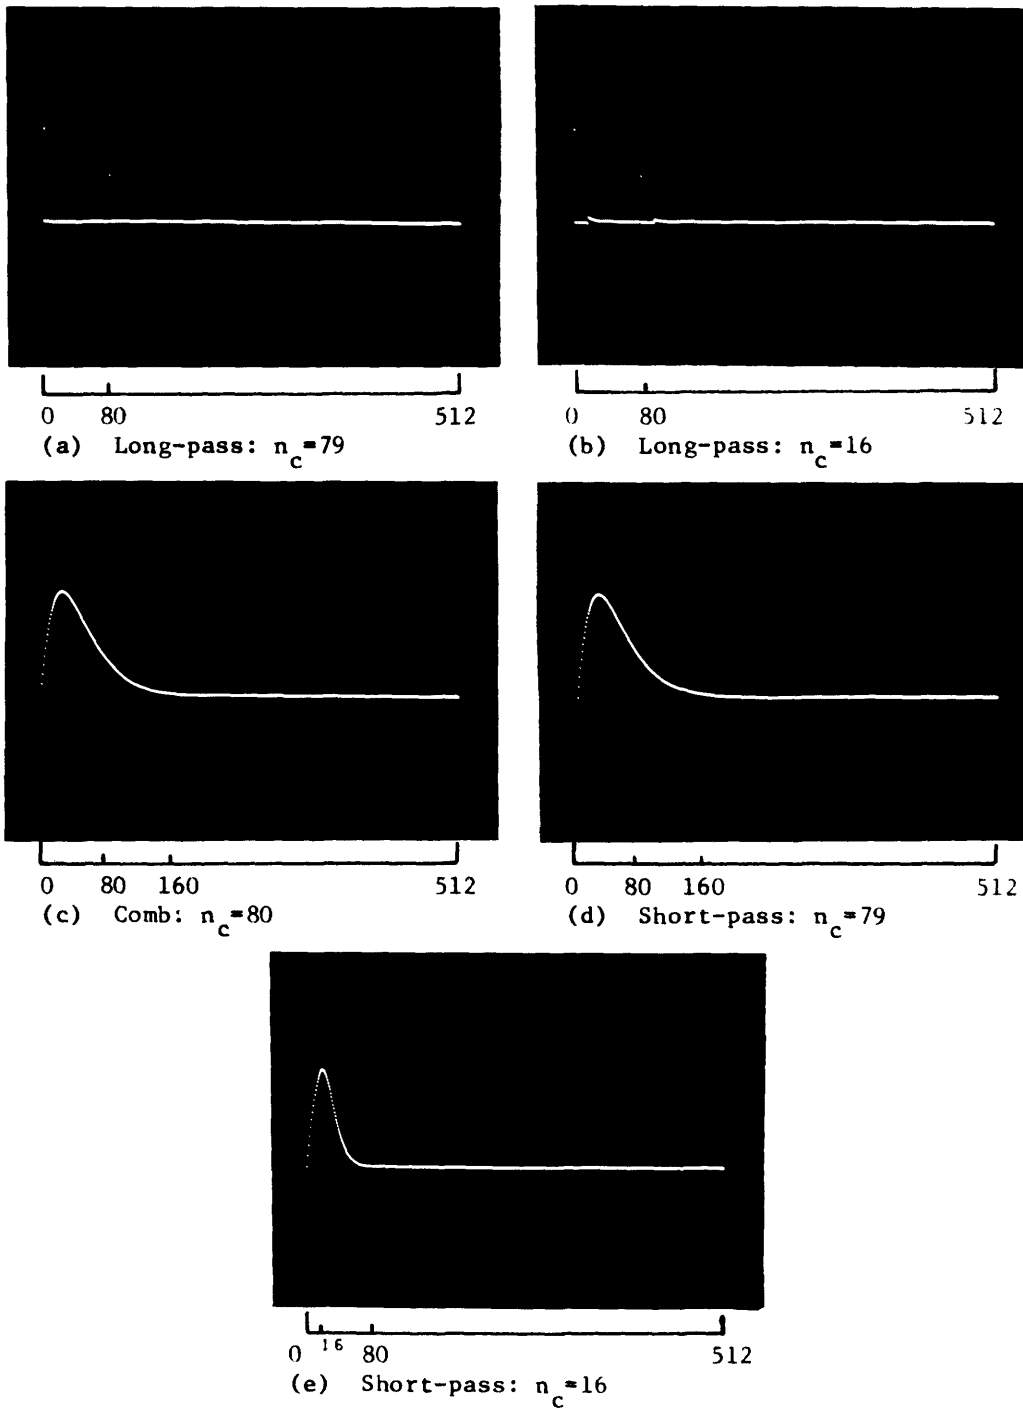 0 80 512
(a) Long-pass: n_c=79
0 80 512
(b) Long-pass: n_c=16
0 80 160 512
(c) Comb: n_c=80
0 80 160 512
(d) Short-pass: n_c=79
0 16 80 512
(e) Short-pass: n_c=16